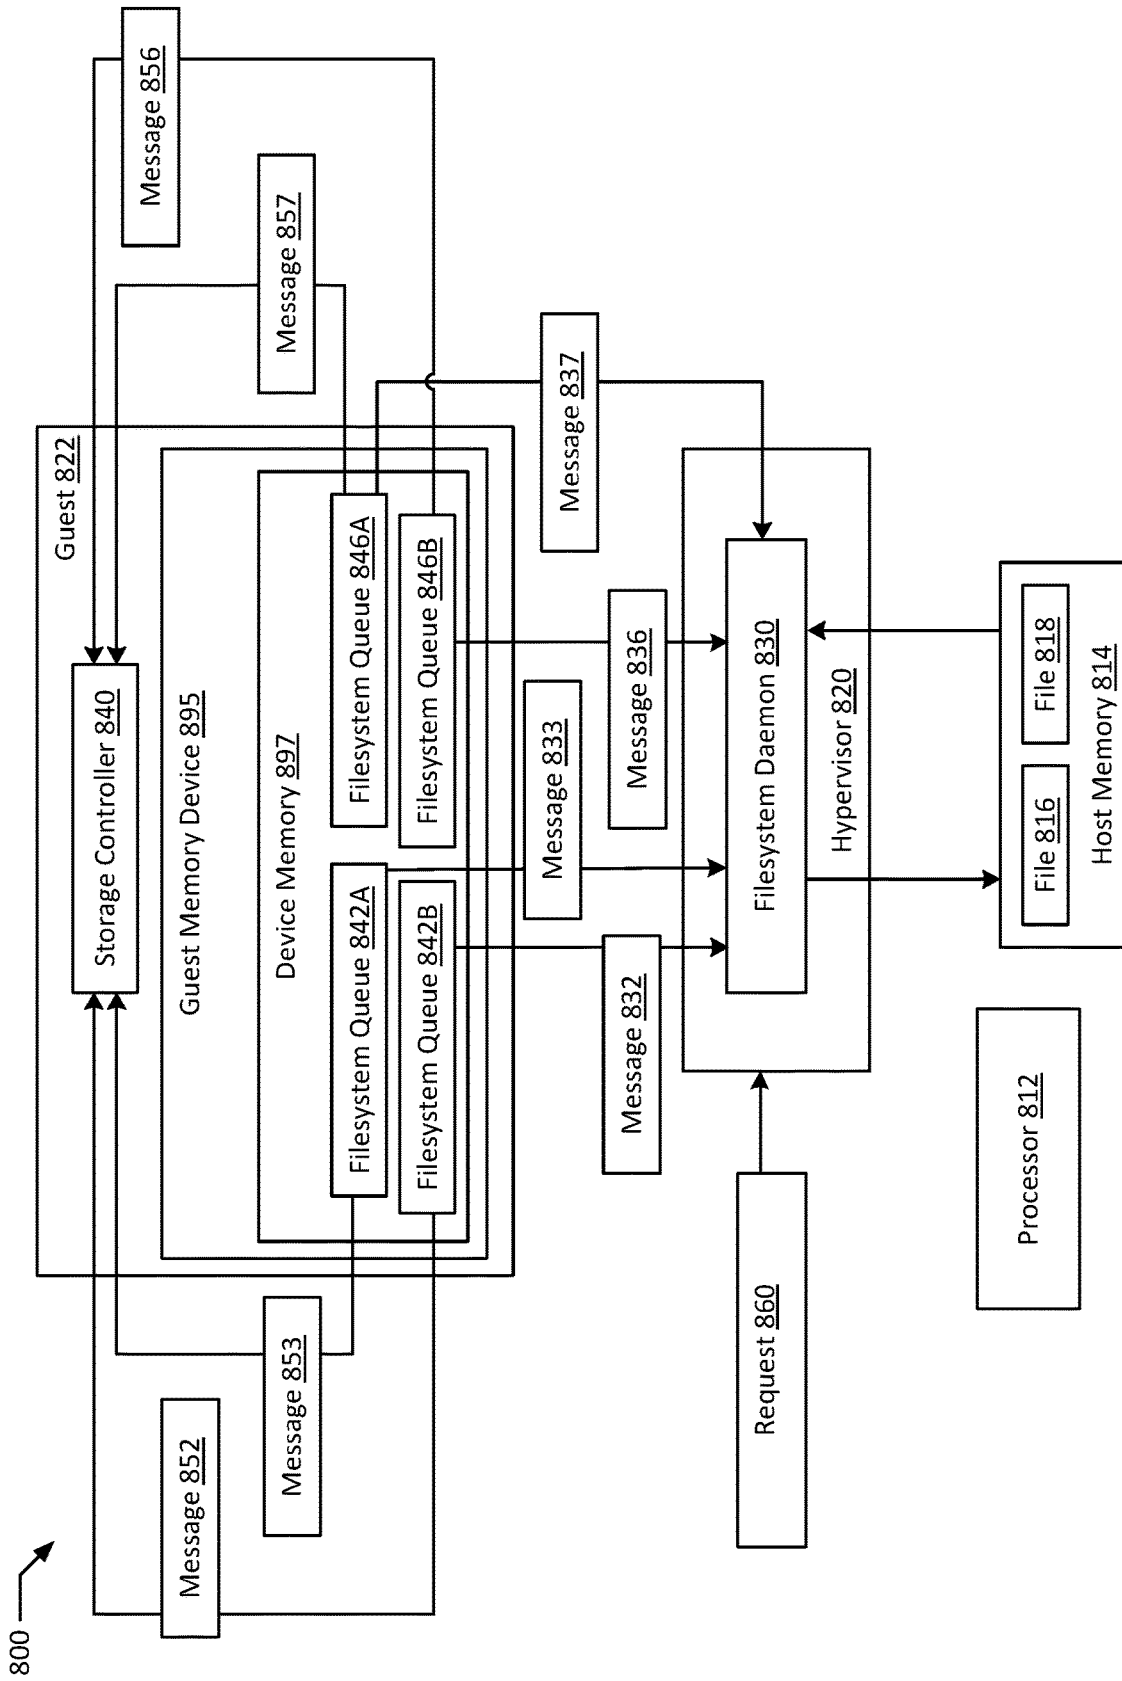 800
Guest 822
Storage Controller 840
Guest Memory Device 895
Device Memory 897
Filesystem Queue 842A
Filesystem Queue 846A
Filesystem Queue 842B
Filesystem Queue 846B
Message 852
Message 853
Message 857
Message 856
Message 832
Message 833
Message 836
Message 837
Request 860
Filesystem Daemon 830
Hypervisor 820
Processor 812
File 816
File 818
Host Memory 814